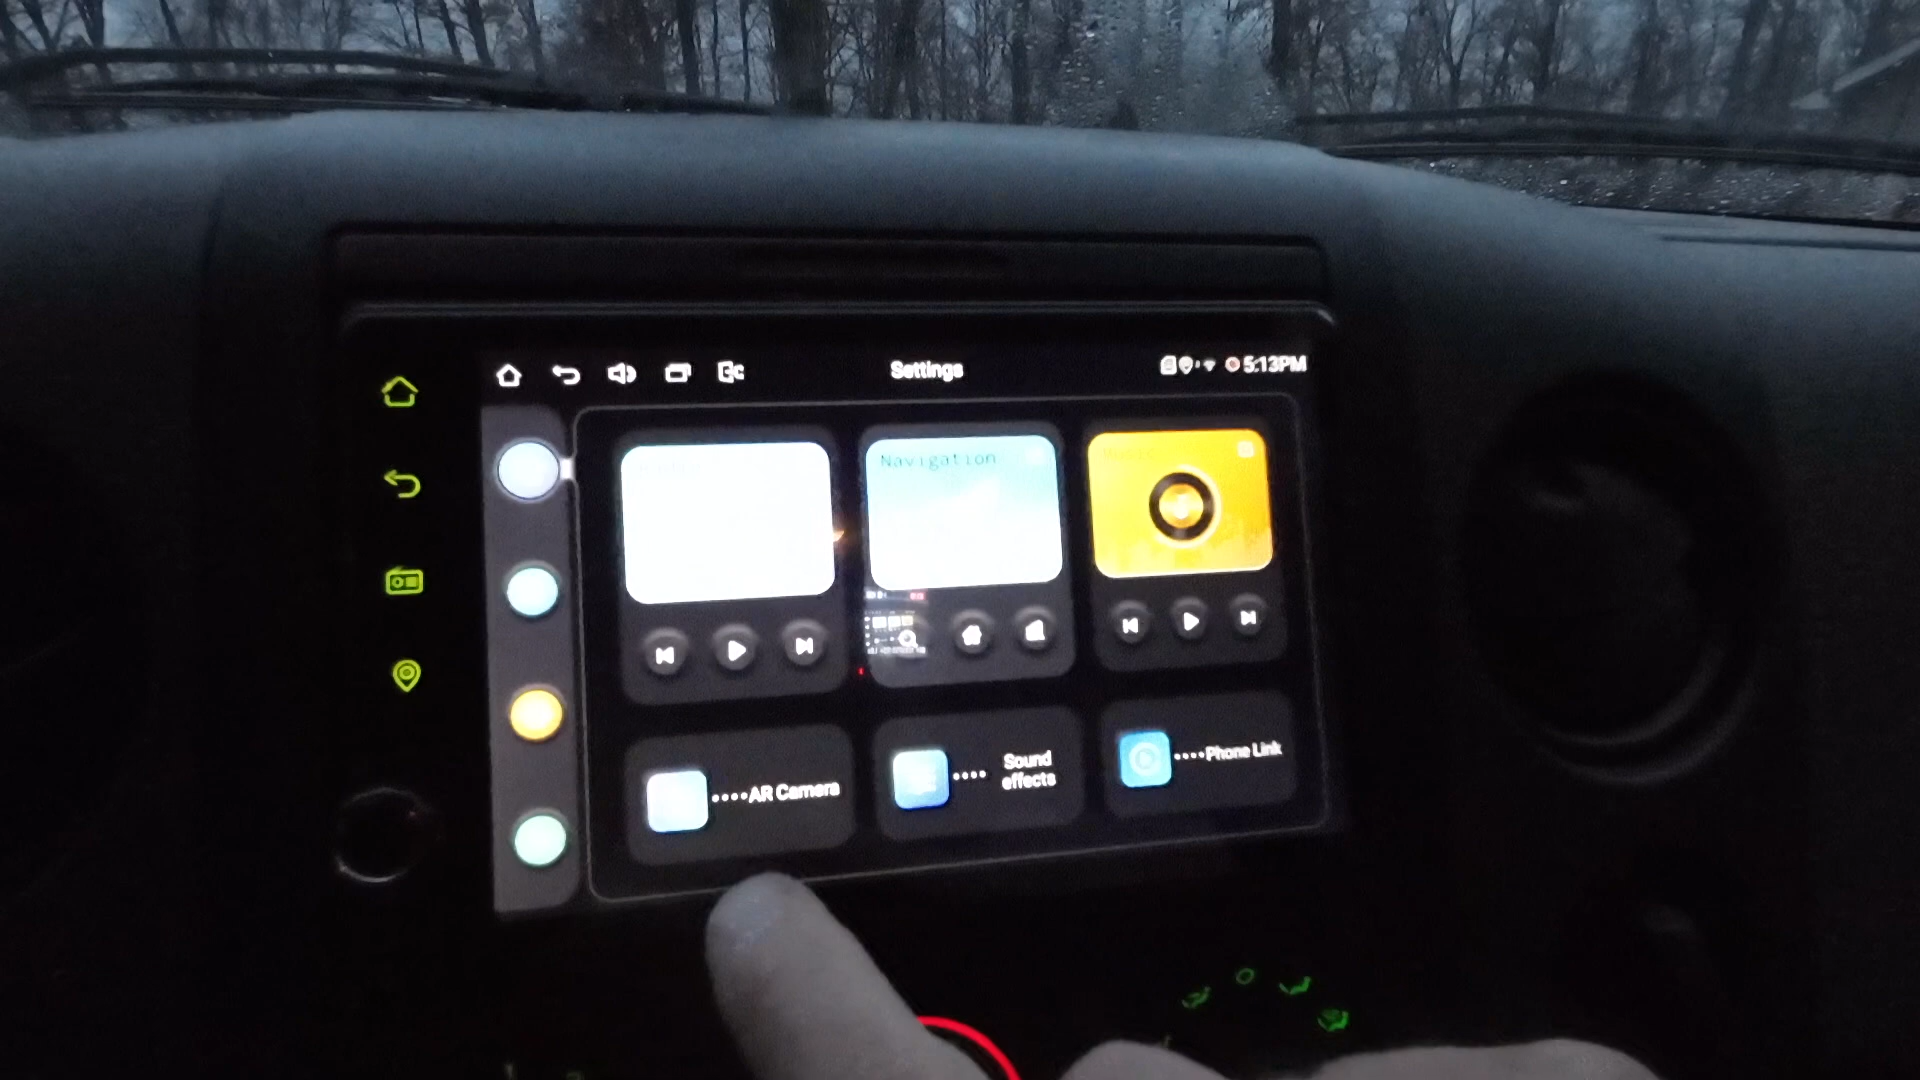 Settings
5:13PM
Navigation
AR Camera
Sound
effects
Phone Link